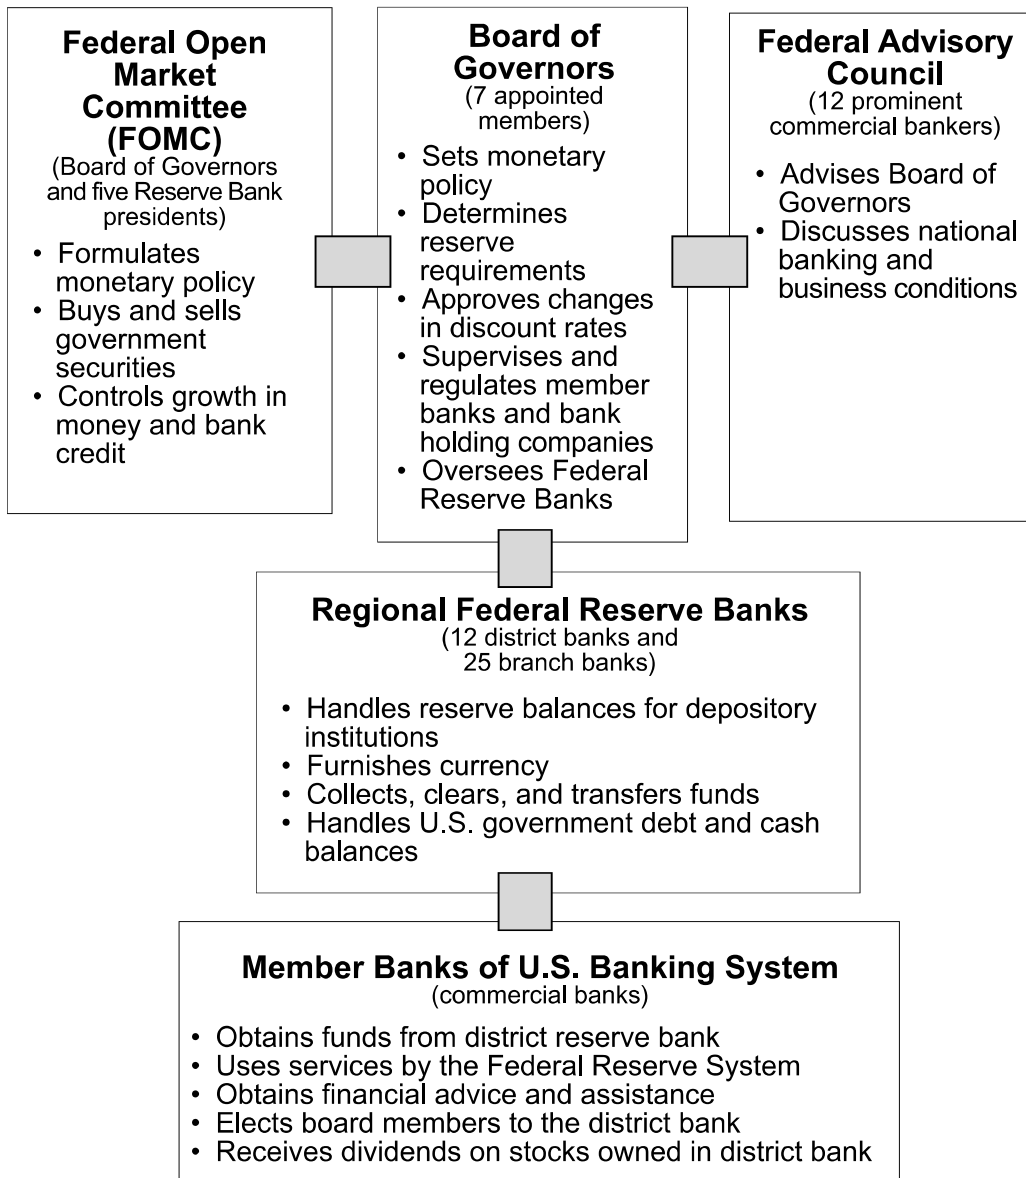 Federal Open
Market
Committee
(FOMC)
(Board of Governors
and five Reserve Bank
presidents)
• Formulates
monetary policy
• Buys and sells
government
securities
• Controls growth in
money and bank
credit
Board of
Governors
(7 appointed
members)
• Sets monetary
policy
• Determines
reserve
requirements
• Approves changes
in discount rates
• Supervises and
regulates member
banks and bank
holding companies
• Oversees Federal
Reserve Banks
Federal Advisory
Council
(12 prominent
commercial bankers)
• Advises Board of
Governors
• Discusses national
banking and
business conditions
Regional Federal Reserve Banks
(12 district banks and
25 branch banks)
• Handles reserve balances for depository
institutions
• Furnishes currency
• Collects, clears, and transfers funds
• Handles U.S. government debt and cash
balances
Member Banks of U.S. Banking System
(commercial banks)
• Obtains funds from district reserve bank
• Uses services by the Federal Reserve System
• Obtains financial advice and assistance
• Elects board members to the district bank
• Receives dividends on stocks owned in district bank